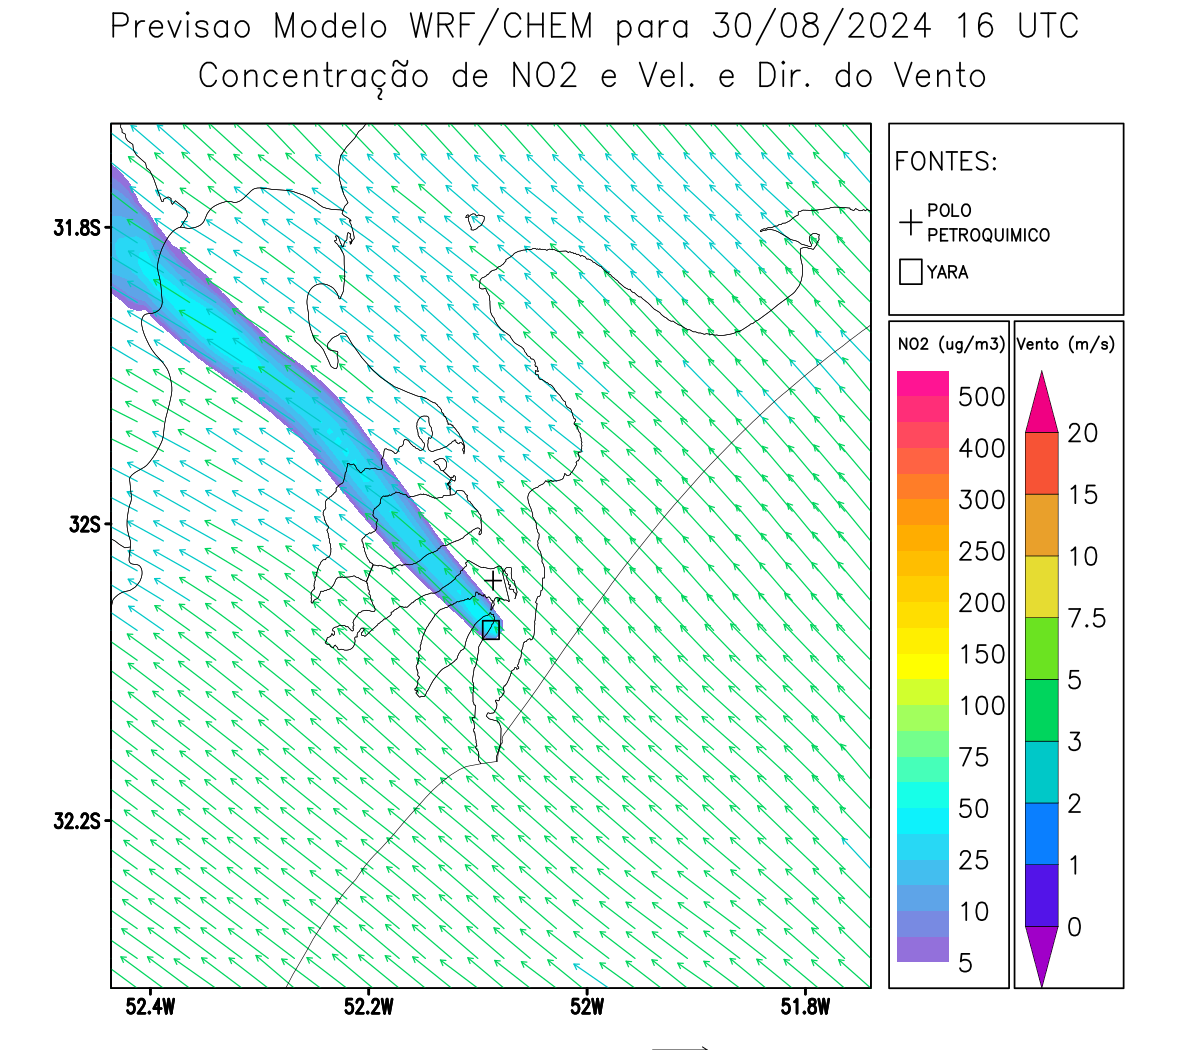 Previsao Modelo WRF/CHEM para 30/08/2024 16 UTC
Concentração de NO2 e Vel. e Dir. do Vento
FONTES:
POLO
PETROQUIMICO
YARA
NO2 (ug/m3)
500
400
300
250
200
150
100
75
50
25
10
5
Vento (m/s)
20
15
10
7.5
5
3
2
1
0
31.8S
32S
32.2S
52.4W
52.2W
52W
51.8W